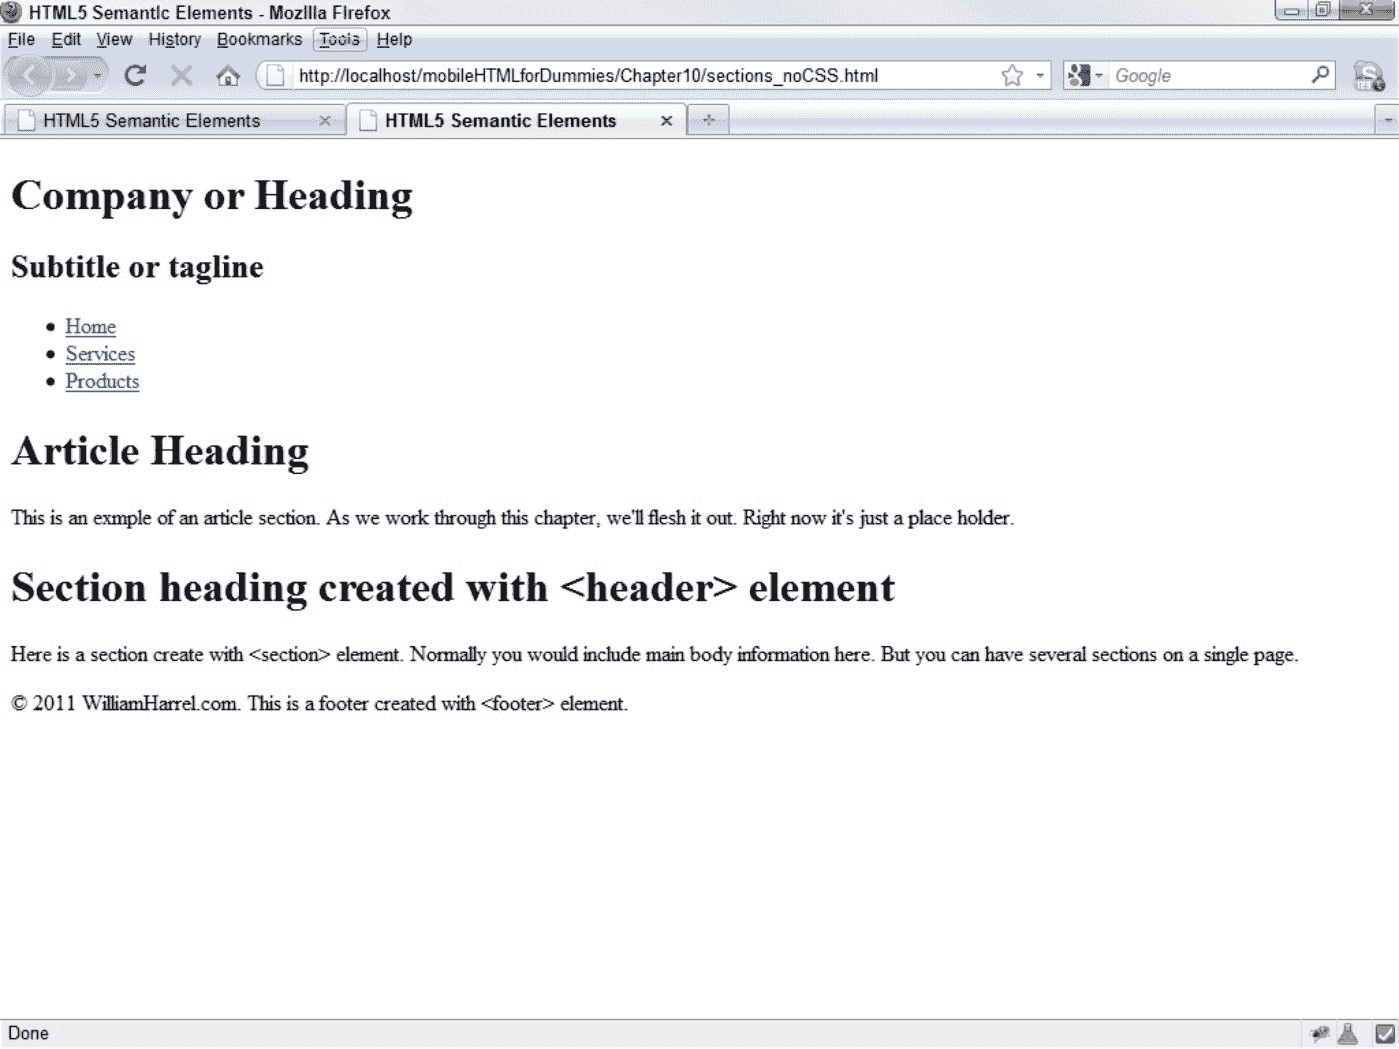 HTML5 Semantic Elements - Mozilla Firefox
File Edit View History Bookmarks Tools Help
http://localhost/mobileHTMLforDummies/Chapter10/sections_noCSS.html Google
HTML5 Semantic Elements HTML5 Semantic Elements
Company or Heading
Subtitle or tagline
Home
Services
Products
Article Heading
This is an exmple of an article section. As we work through this chapter, we'll flesh it out. Right now it's just a place holder.
Section heading created with <header> element
Here is a section create with <section> element. Normally you would include main body information here. But you can have several sections on a single page.
© 2011 WilliamHarrel.com. This is a footer created with <footer> element.
Done